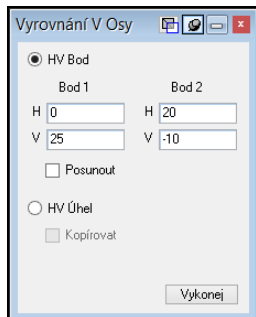 Vyrovnání V Osy
HV Bod
Bod 1 Bod 2
H 0 H 20
V 25 V -10
Posunout
HV Úhel
Kopírovat
Vykonej